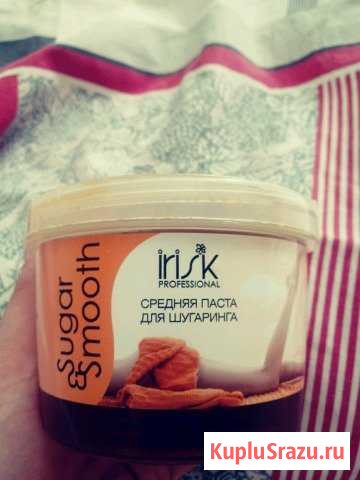 Sugar
& Smooth
irisk
PROFESSIONAL
СРЕДНЯЯ ПАСТА
ДЛЯ ШУГАРИНГА
KupluSrazu.ru